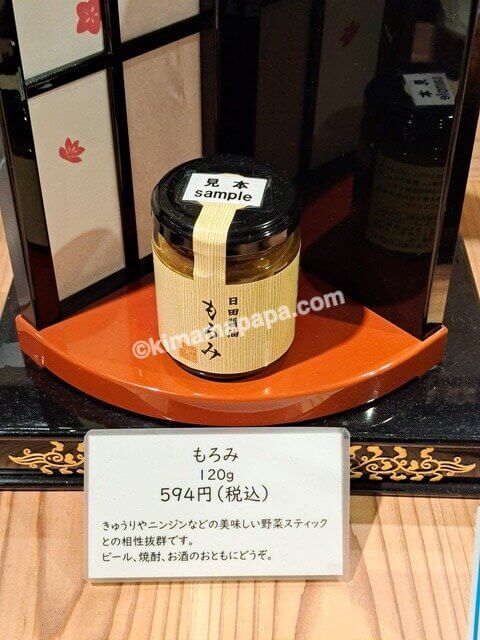 見本
sample
日田醤油
もろみ
©kimamapapa.com
もろみ
120g
594円(税込)
きゅうりやニンジンなどの美味しい野菜スティック
との相性抜群です。
ビール、焼酎、お酒のおともにどうぞ。